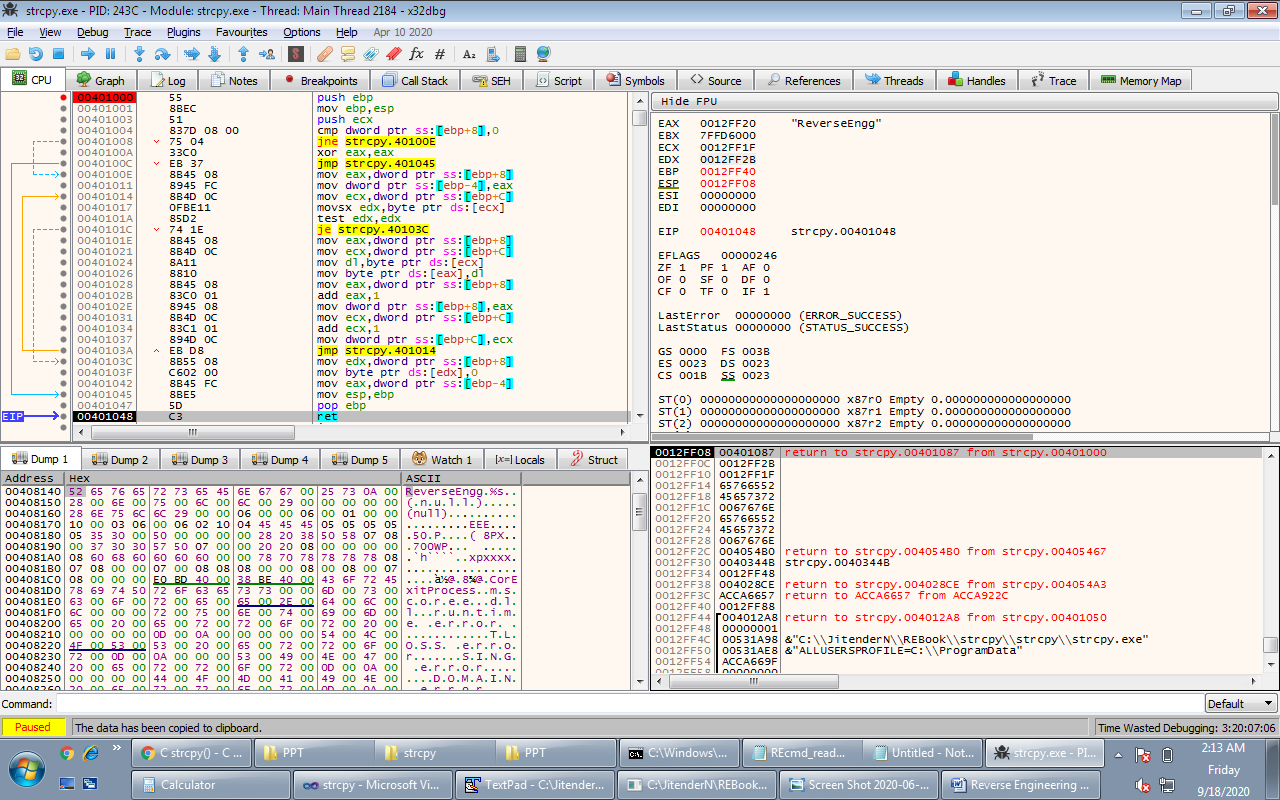 strcpy.exe - PID: 243C - Module: strcpy.exe - Thread: Main Thread 2184 - x32dbg
File View Debug Trace Plugins Favourites Options Help Apr 10 2020
CPU Graph Log Notes Breakpoints Call Stack SEH Script Symbols Source References Threads Handles Trace Memory Map
00401000 55 push ebp
00401001 8BEC mov ebp,esp
00401003 51 push ecx
00401004 837D 08 00 cmp dword ptr ss:[ebp+8],0
00401008 75 04 jne strcpy.40100E
0040100A 33C0 xor eax,eax
0040100C EB 37 jmp strcpy.401045
0040100E 8B45 08 mov eax,dword ptr ss:[ebp+8]
00401011 8945 FC mov dword ptr ss:[ebp-4],eax
00401014 8B4D 0C mov ecx,dword ptr ss:[ebp+C]
00401017 0FBE11 movsx edx,byte ptr ds:[ecx]
0040101A 85D2 test edx,edx
0040101C 74 1E je strcpy.40103C
0040101E 8B45 08 mov eax,dword ptr ss:[ebp+8]
00401021 8B4D 0C mov ecx,dword ptr ss:[ebp+C]
00401024 8A11 mov dl,byte ptr ds:[ecx]
00401026 8810 mov byte ptr ds:[eax],dl
00401028 8B45 08 mov eax,dword ptr ss:[ebp+8]
0040102B 83C0 01 add eax,1
0040102E 8945 08 mov dword ptr ss:[ebp+8],eax
00401031 8B4D 0C mov ecx,dword ptr ss:[ebp+C]
00401034 83C1 01 add ecx,1
00401037 894D 0C mov dword ptr ss:[ebp+C],ecx
0040103A EB D8 jmp strcpy.401014
0040103C 8B55 08 mov edx,dword ptr ss:[ebp+8]
0040103F C602 00 mov byte ptr ds:[edx],0
00401042 8B45 FC mov eax,dword ptr ss:[ebp-4]
00401045 8BE5 mov esp,ebp
00401047 5D pop ebp
EIP 00401048 C3 ret
Hide FPU
EAX 0012FF20 "ReverseEngg"
EBX 7FFD6000
ECX 0012FF1F
EDX 0012FF2B
EBP 0012FF40
ESP 0012FF08
ESI 00000000
EDI 00000000
EIP 00401048 strcpy.00401048
EFLAGS 00000246
ZF 1 PF 1 AF 0
OF 0 SF 0 DF 0
CF 0 TF 0 IF 1
LastError 00000000 (ERROR_SUCCESS)
LastStatus 00000000 (STATUS_SUCCESS)
GS 0000 FS 003B
ES 0023 DS 0023
CS 001B SS 0023
ST(0) 00000000000000000000 x87r0 Empty 0.000000000000000000
ST(1) 00000000000000000000 x87r1 Empty 0.000000000000000000
ST(2) 00000000000000000000 x87r2 Empty 0.000000000000000000
Dump 1 Dump 2 Dump 3 Dump 4 Dump 5 Watch 1 Locals Struct
Address Hex ASCII
00408140 52 65 76 65 72 73 65 45 6E 67 67 00 25 73 0A 00 ReverseEngg.%s..
00408150 28 00 6E 00 75 00 6C 00 6C 00 29 00 00 00 00 00 (.n.u.l.l.).....
00408160 28 6E 75 6C 6C 29 00 00 06 00 00 06 00 01 00 00 (null)..........
00408170 10 00 03 06 00 06 02 10 04 45 45 45 05 05 05 05 .........EEE....
00408180 05 35 30 00 50 00 00 00 00 28 20 38 50 58 07 08 .50.P....( 8PX..
00408190 00 37 30 30 57 50 07 00 00 20 20 08 00 00 00 00 .700WP...  .....
004081A0 08 60 68 60 60 60 60 00 00 78 70 78 78 78 78 08 .`h````..xpxxxx.
004081B0 07 08 00 00 07 00 08 08 08 00 00 08 00 08 00 07 ................
004081C0 08 00 00 00 E0 BD 40 00 38 BE 40 00 43 6F 72 45 ....à½@.8¾@.CorE
004081D0 78 69 74 50 72 6F 63 65 73 73 00 00 6D 00 73 00 xitProcess..m.s.
004081E0 63 00 6F 00 72 00 65 00 65 00 2E 00 64 00 6C 00 c.o.r.e.e...d.l.
004081F0 6C 00 00 00 72 00 75 00 6E 00 74 00 69 00 6D 00 l...r.u.n.t.i.m.
00408200 65 00 20 00 65 00 72 00 72 00 6F 00 72 00 20 00 e. .e.r.r.o.r. .
00408210 00 00 00 00 0D 00 0A 00 00 00 00 00 54 00 4C 00 ............T.L.
00408220 4F 00 53 00 53 00 20 00 65 00 72 00 72 00 6F 00 O.S.S. .e.r.r.o.
00408230 72 00 0D 00 0A 00 00 00 53 00 49 00 4E 00 47 00 r.......S.I.N.G.
00408240 20 00 65 00 72 00 72 00 6F 00 72 00 0D 00 0A 00 .e.r.r.o.r.....
00408250 00 00 00 00 44 00 4F 00 4D 00 41 00 49 00 4E 00 ....D.O.M.A.I.N.
00408260 20 00 65 00 72 00 72 00 6F 00 72 00 0D 00 0A 00 .e.r.r.o.r.
0012FF08 00401087 return to strcpy.00401087 from strcpy.00401000
0012FF0C 0012FF2B
0012FF10 0012FF1F
0012FF14 65766552
0012FF18 45657372
0012FF1C 0067676E
0012FF20 65766552
0012FF24 45657372
0012FF28 0067676E
0012FF2C 004054B0 return to strcpy.004054B0 from strcpy.00405467
0012FF30 0040344B strcpy.0040344B
0012FF34 0012FF48
0012FF38 004028CE return to strcpy.004028CE from strcpy.004054A3
0012FF3C ACCA6657 return to ACCA6657 from ACCA922C
0012FF40 0012FF88
0012FF44 004012A8 return to strcpy.004012A8 from strcpy.00401050
0012FF48 00000001
0012FF4C 00531A98 &"C:\\JitenderN\\REBook\\strcpy\\strcpy\\strcpy.exe"
0012FF50 00531AE8 &"ALLUSERSPROFILE=C:\\ProgramData"
0012FF54 ACCA669F
0012FF58 00000000
Command: Default
Paused The data has been copied to clipboard. Time Wasted Debugging: 3:20:07:06
C strcpy() - C ... PPT strcpy PPT C:\Windows\... REcmd_read... Untitled - Not... strcpy.exe - PI... 2:13 AM
Friday
Calculator strcpy - Microsoft Vi... TextPad - C:\Jitender... C:\JitenderN\REBook... Screen Shot 2020-06-... Reverse Engineering ... 9/18/2020